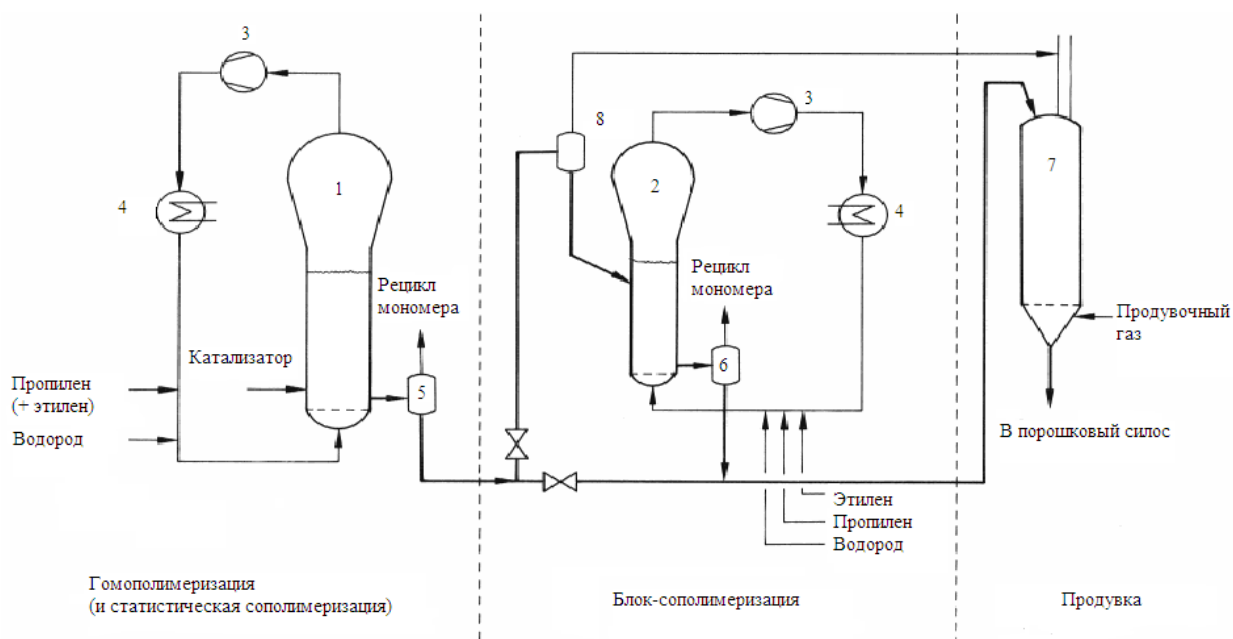 3
4
1
Рецикл
мономера
Катализатор
5
Пропилен
(+ этилен)
Водород
Гомополимеризация
(и статистическая сополимеризация)
8
3
2
4
Рецикл
мономера
6
Этилен
Пропилен
Водород
Блок-сополимеризация
7
Продувочный
газ
В порошковый силос
Продувка